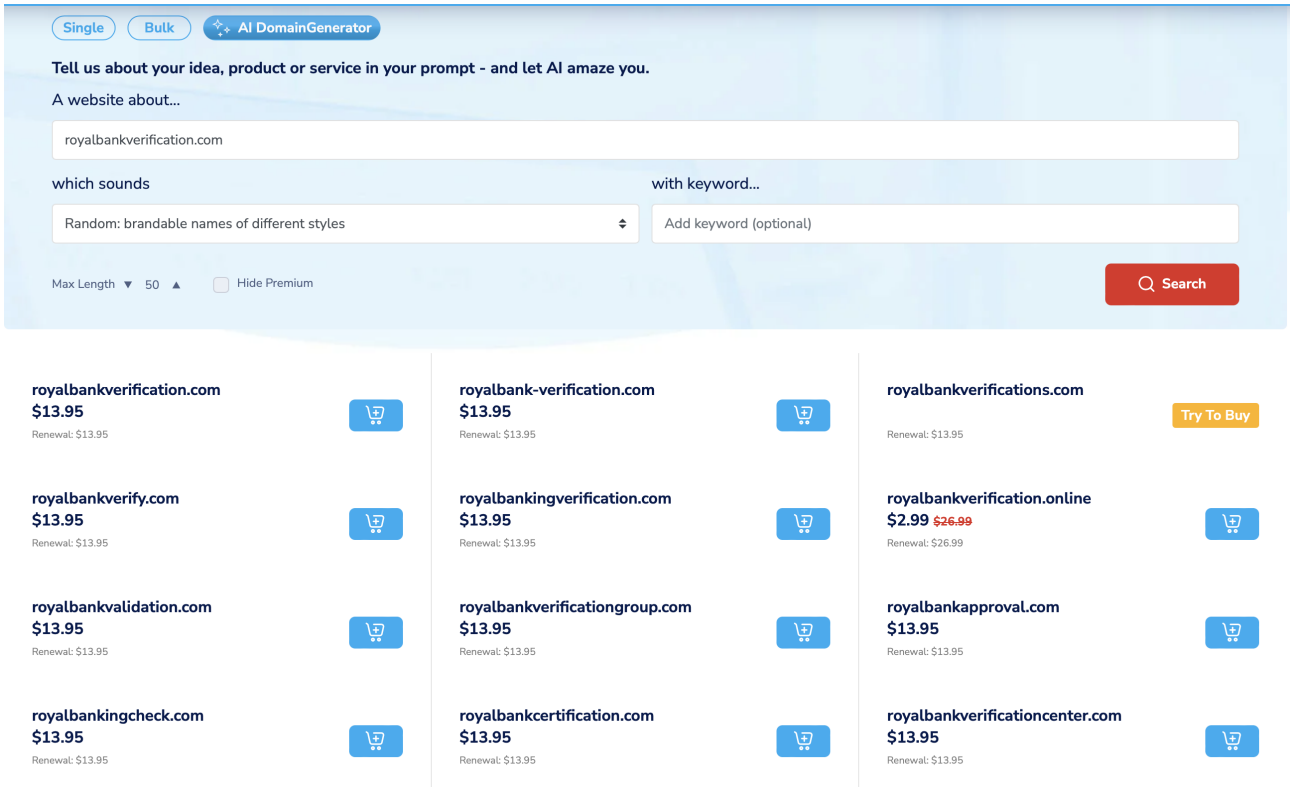 Single Bulk AI DomainGenerator
Tell us about your idea, product or service in your prompt - and let AI amaze you.
A website about...
royalbankverification.com
which sounds
with keyword...
Random: brandable names of different styles
Add keyword (optional)
Max Length ▼ 50 ▲ Hide Premium
Search
royalbankverification.com
$13.95
Renewal: $13.95
royalbank-verification.com
$13.95
Renewal: $13.95
royalbankverifications.com
Try To Buy
Renewal: $13.95
royalbankverify.com
$13.95
Renewal: $13.95
royalbankingverification.com
$13.95
Renewal: $13.95
royalbankverification.online
$2.99 $26.99
Renewal: $26.99
royalbankvalidation.com
$13.95
Renewal: $13.95
royalbankverificationgroup.com
$13.95
Renewal: $13.95
royalbankapproval.com
$13.95
Renewal: $13.95
royalbankingcheck.com
$13.95
Renewal: $13.95
royalbankcertification.com
$13.95
Renewal: $13.95
royalbankverificationcenter.com
$13.95
Renewal: $13.95